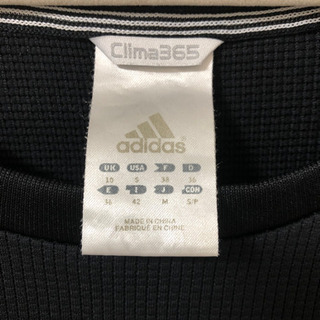 Clima365
adidas
UK USA F D
10 S 38 36
E I J CDN
36 42 M S/P
MADE IN CHINA
FABRIQUÉ EN CHINE